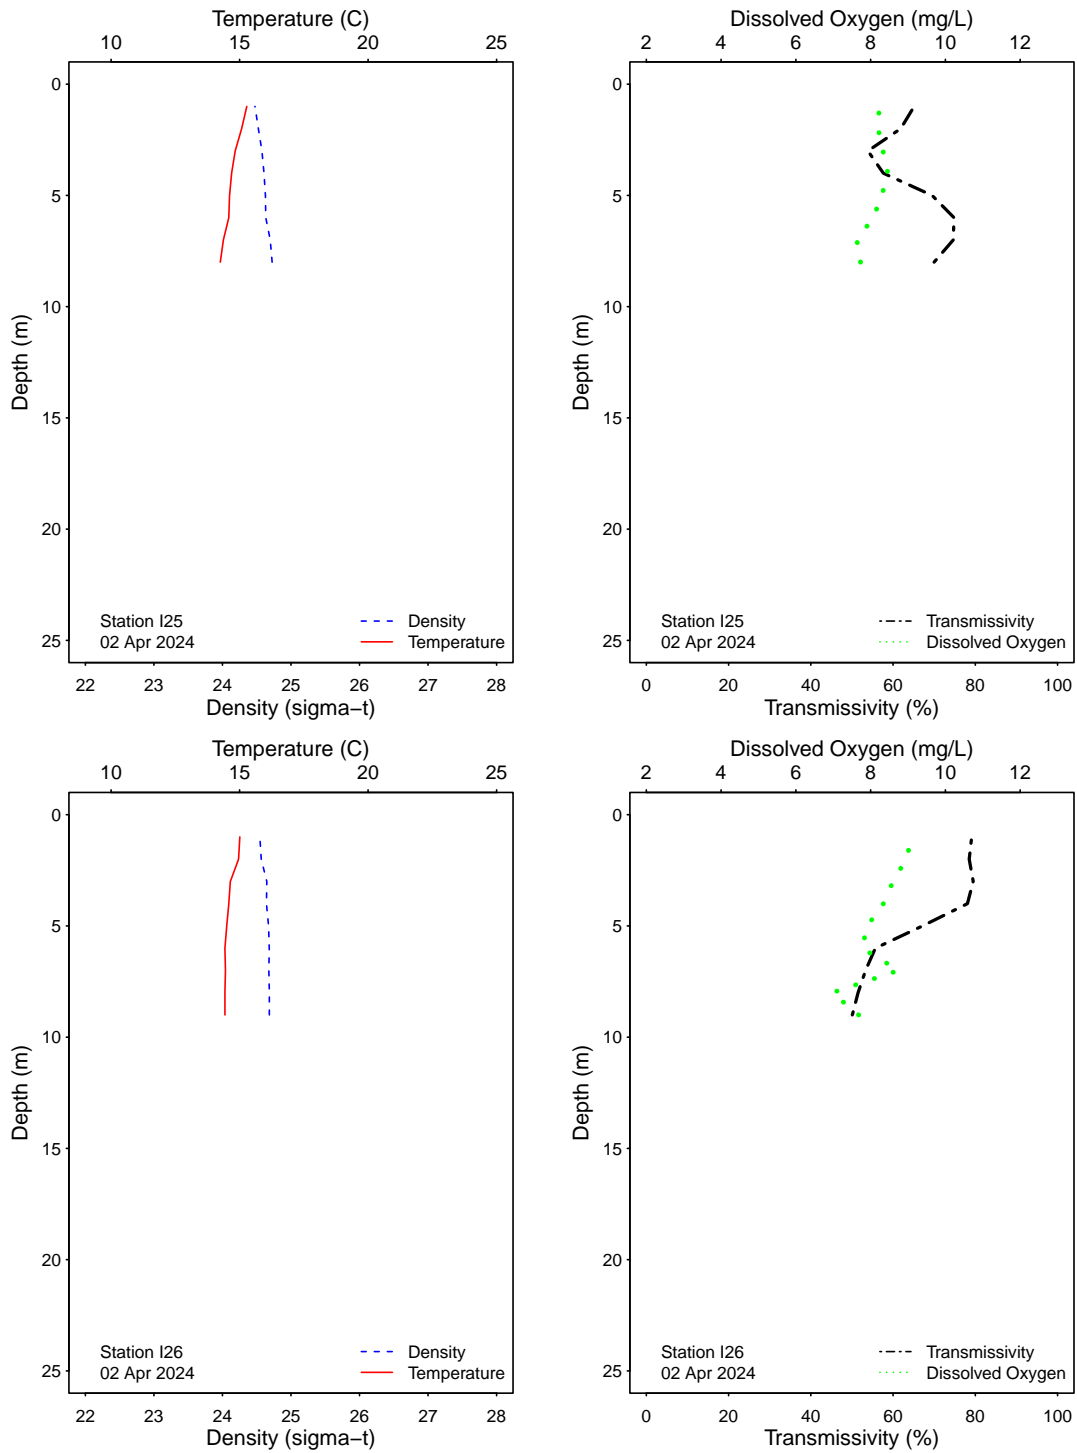 Temperature (C)
10 15 20 25
0
5
10
15
20
25
Depth (m)
Station I25
02 Apr 2024
Density
Temperature
22 23 24 25 26 27 28
Density (sigma−t)
Dissolved Oxygen (mg/L)
2 4 6 8 10 12
0
5
10
15
20
25
Depth (m)
Station I25
02 Apr 2024
Transmissivity
Dissolved Oxygen
0 20 40 60 80 100
Transmissivity (%)
Temperature (C)
10 15 20 25
0
5
10
15
20
25
Depth (m)
Station I26
02 Apr 2024
Density
Temperature
22 23 24 25 26 27 28
Density (sigma−t)
Dissolved Oxygen (mg/L)
2 4 6 8 10 12
0
5
10
15
20
25
Depth (m)
Station I26
02 Apr 2024
Transmissivity
Dissolved Oxygen
0 20 40 60 80 100
Transmissivity (%)